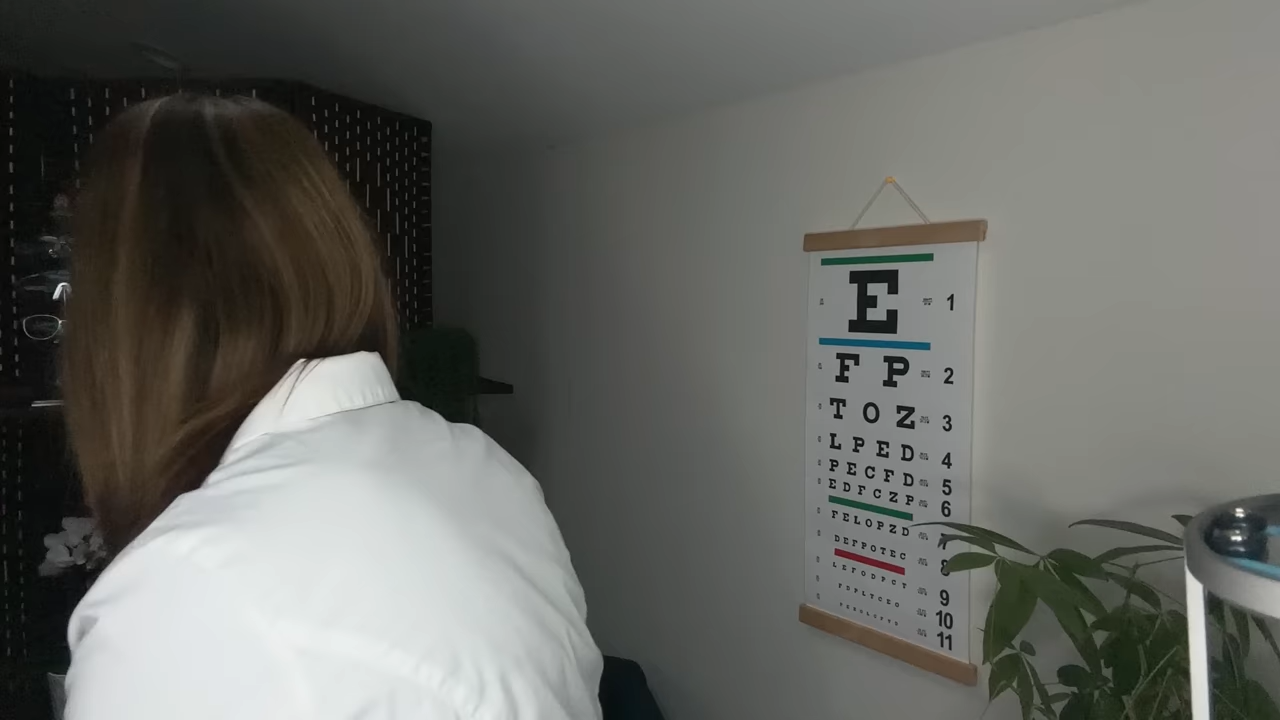 E 1
F P 2
T O Z 3
L P E D 4
P E C F D 5
E D F C Z P 6
F E L O P Z D 7
D E F P O T E C 8
L E F O D P C T 9
F D P L T C E O 10
11